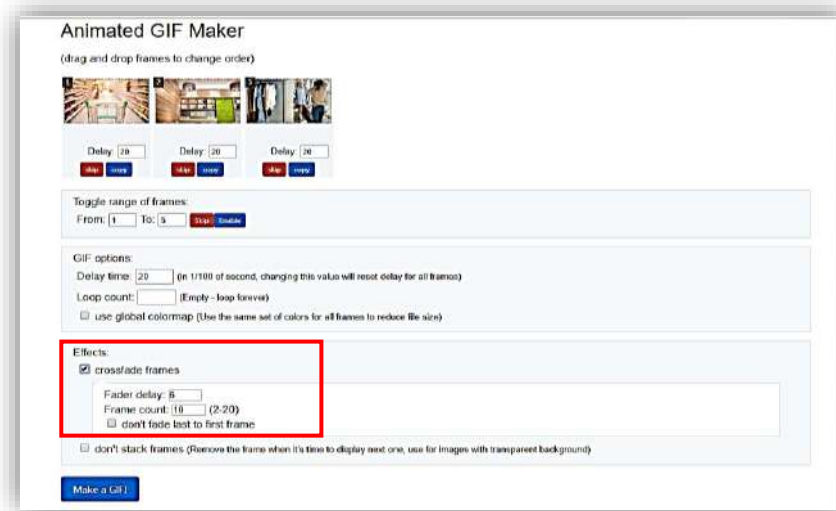 Animated GIF Maker
(drag and drop frames to change order)
1 2 3
Delay: 20 Delay: 20 Delay: 20
skip copy skip copy skip copy
Toggle range of frames:
From: 1 To: 5 Skip Enable
GIF options:
Delay time: 20 (in 1/100 of second, changing this value will reset delay for all frames)
Loop count: (Empty - loop forever)
use global colormap (Use the same set of colors for all frames to reduce file size)
Effects:
crossfade frames
Fader delay: 6
Frame count: 10 (2-20)
don't fade last to first frame
don't stack frames (Remove the frame when it's time to display next one, use for images with transparent background)
Make a GIF!